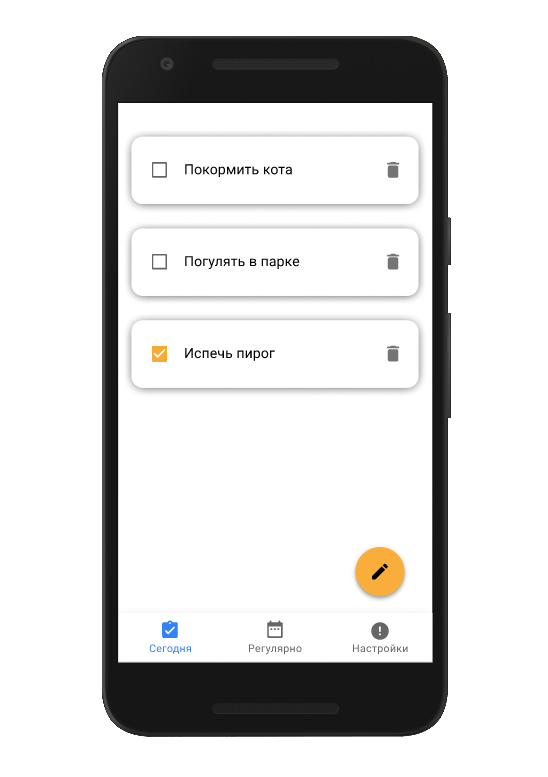 Покормить кота
Погулять в парке
Испечь пирог
Сегодня
Регулярно
Настройки